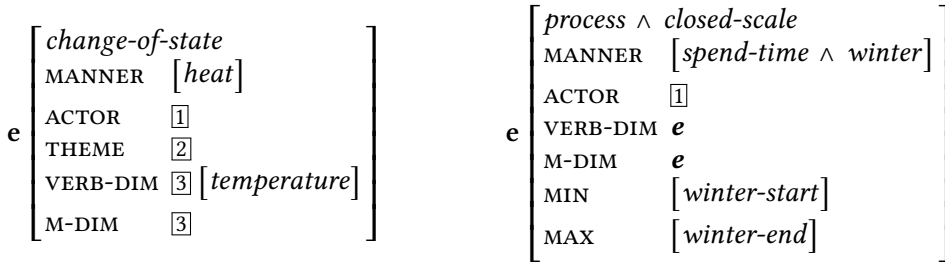 e
change-of-state
MANNER [heat]
ACTOR 1
THEME 2
VERB-DIM 3 [temperature]
M-DIM 3
e
process ∧ closed-scale
MANNER [spend-time ∧ winter]
ACTOR 1
VERB-DIM e
M-DIM e
MIN [winter-start]
MAX [winter-end]